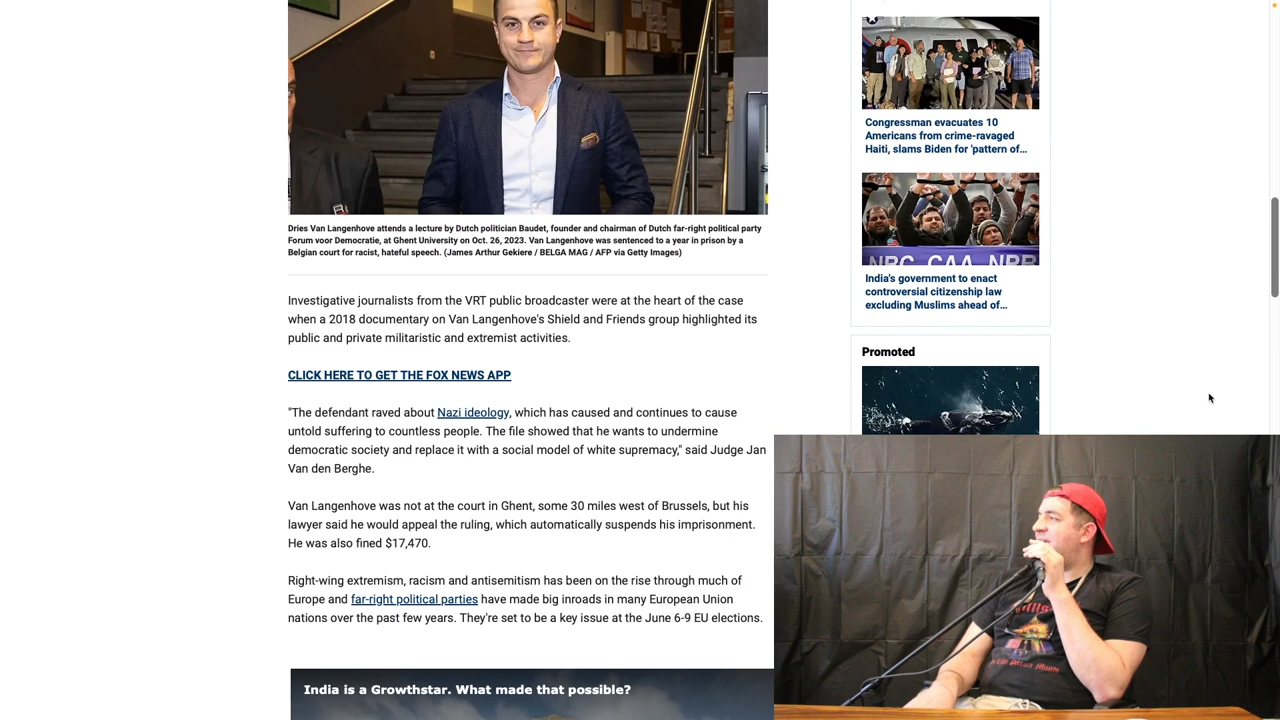 Congressman evacuates 10
Americans from crime-ravaged
Haiti, slams Biden for 'pattern of...
Dries Van Langenhove attends a lecture by Dutch politician Baudet, founder and chairman of Dutch far-right political party
Forum voor Democratie, at Ghent University on Oct. 26, 2023. Van Langenhove was sentenced to a year in prison by a
Belgian court for racist, hateful speech. (James Arthur Gekiere / BELGA MAG / AFP via Getty Images)
NRC CAA NPR
India's government to enact
controversial citizenship law
excluding Muslims ahead of...
Investigative journalists from the VRT public broadcaster were at the heart of the case
when a 2018 documentary on Van Langenhove's Shield and Friends group highlighted its
public and private militaristic and extremist activities.
Promoted
CLICK HERE TO GET THE FOX NEWS APP
"The defendant raved about Nazi ideology, which has caused and continues to cause
untold suffering to countless people. The file showed that he wants to undermine
democratic society and replace it with a social model of white supremacy," said Judge Jan
Van den Berghe.
Van Langenhove was not at the court in Ghent, some 30 miles west of Brussels, but his
lawyer said he would appeal the ruling, which automatically suspends his imprisonment.
He was also fined $17,470.
Right-wing extremism, racism and antisemitism has been on the rise through much of
Europe and far-right political parties have made big inroads in many European Union
nations over the past few years. They're set to be a key issue at the June 6-9 EU elections.
India is a Growthstar. What made that possible?